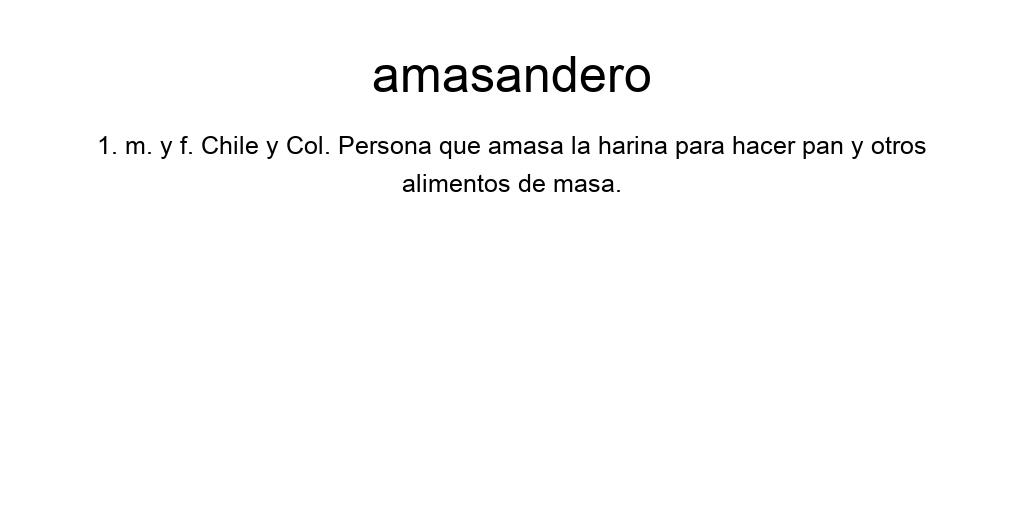 amasandero
1. m. y f. Chile y Col. Persona que amasa la harina para hacer pan y otros
alimentos de masa.